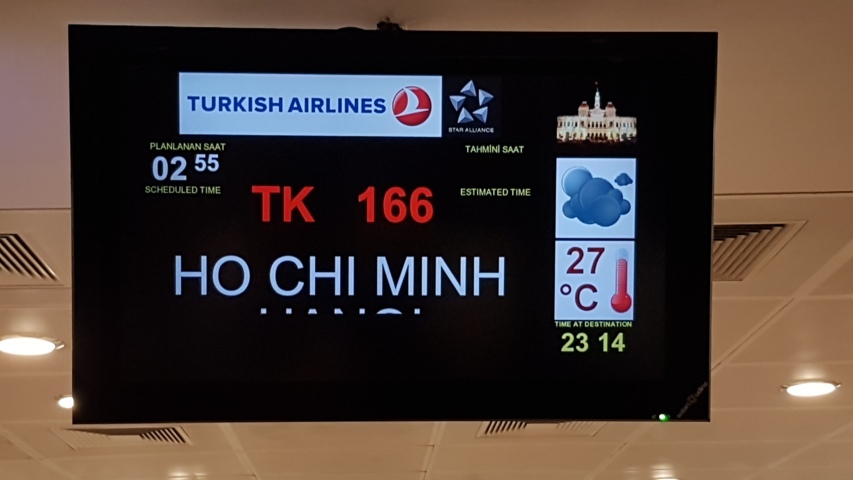 TURKISH AIRLINES
STAR ALLIANCE
PLANLANAN SAAT
02 55
SCHEDULED TIME
TAHMİNİ SAAT
ESTIMATED TIME
TK 166
HO CHI MINH
27
°C
TIME AT DESTINATION
23 14